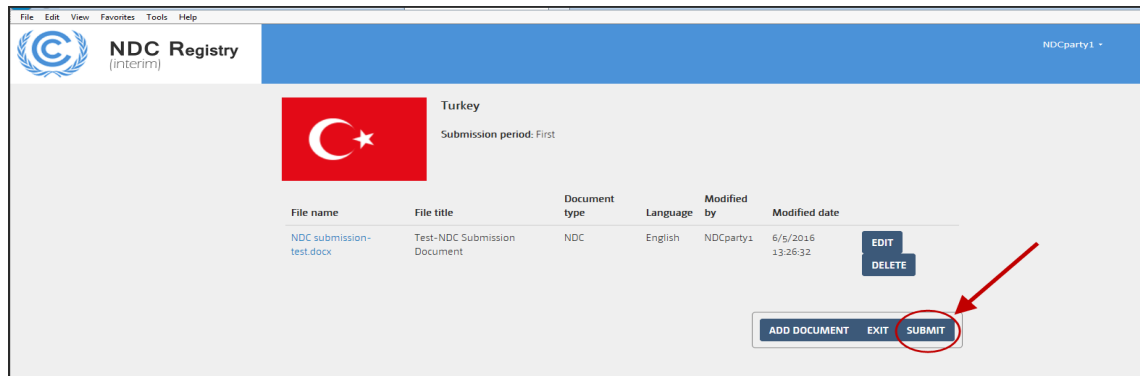 File Edit View Favorites Tools Help
NDC Registry
(interim)
NDCparty1
Turkey
Submission period: First
File name File title Document type Language Modified by Modified date
NDC submission-test.docx Test-NDC Submission Document NDC English NDCparty1 6/5/2016 13:26:32
EDIT
DELETE
ADD DOCUMENT EXIT SUBMIT